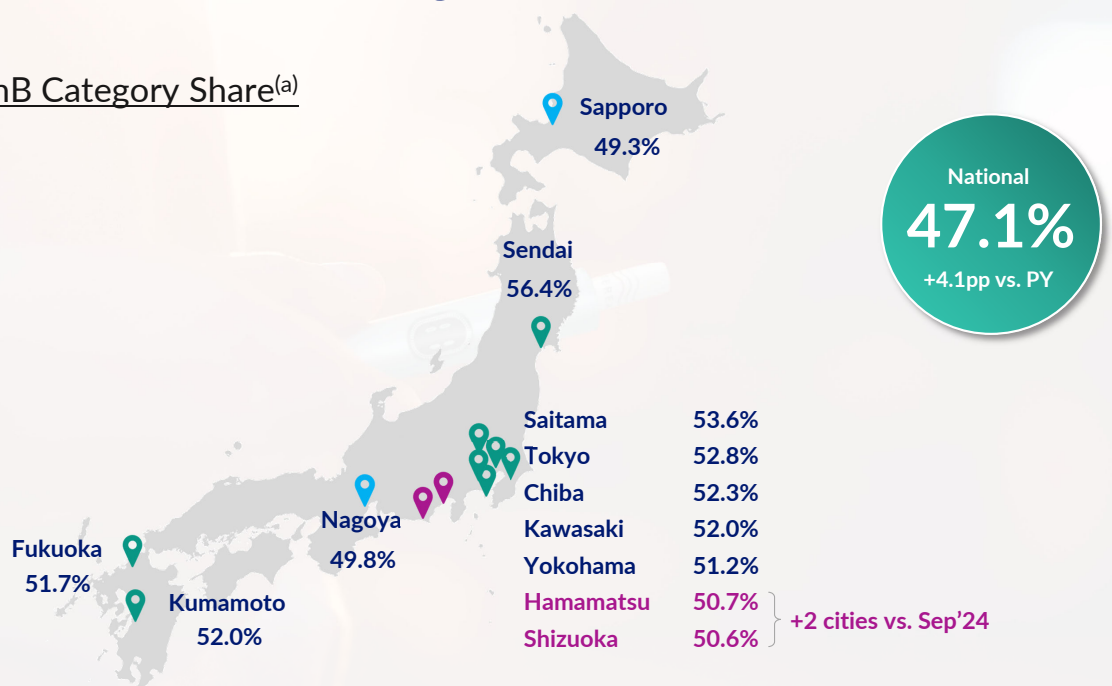 Category Share(a)
Sapporo
49.3%
National
47.1%
+4.1pp vs. PY
Sendai
56.4%
Saitama 53.6%
Tokyo 52.8%
Chiba 52.3%
Kawasaki 52.0%
Yokohama 51.2%
Hamamatsu 50.7%
Shizuoka 50.6%
+2 cities vs. Sep’24
Nagoya
49.8%
Fukuoka
51.7%
Kumamoto
52.0%